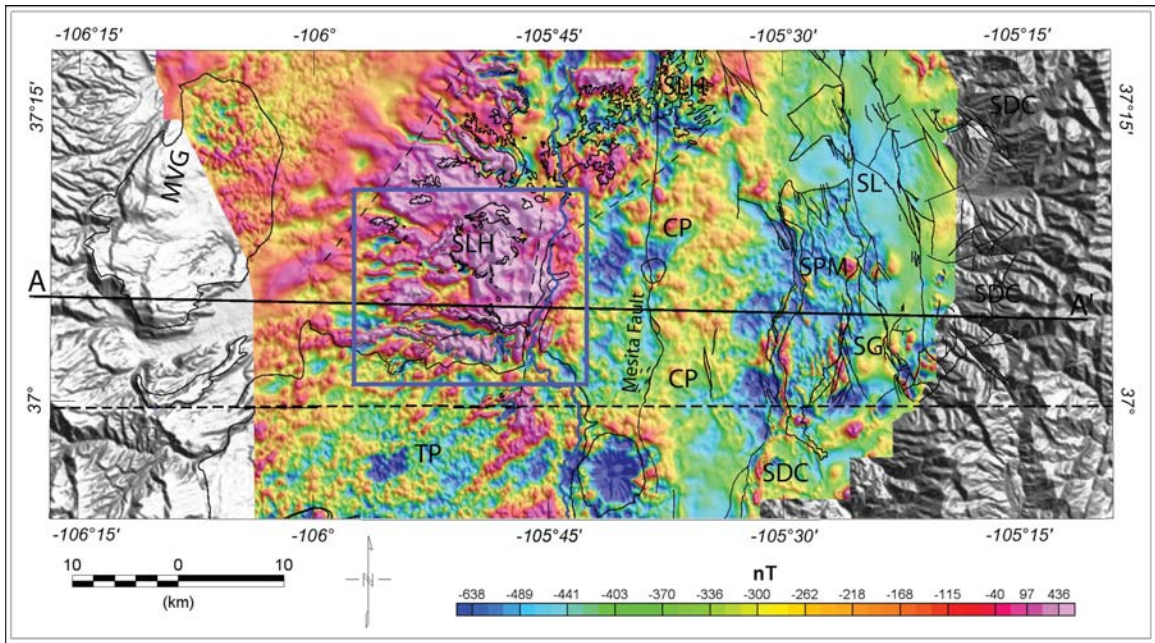 -106°15' -106° -105°45' -105°30' -105°15'
37°15' 37°15'
SLH SDC
MVG
SL
CP
SLH
SPM
A SDC A'
Mesita Fault
SG
CP
37° 37°
TP
SDC
-106°15' -106° -105°45' -105°30' -105°15'
10 0 10
(km)
N
nT
-638 -489 -441 -403 -370 -336 -300 -262 -218 -168 -115 -40 97 436